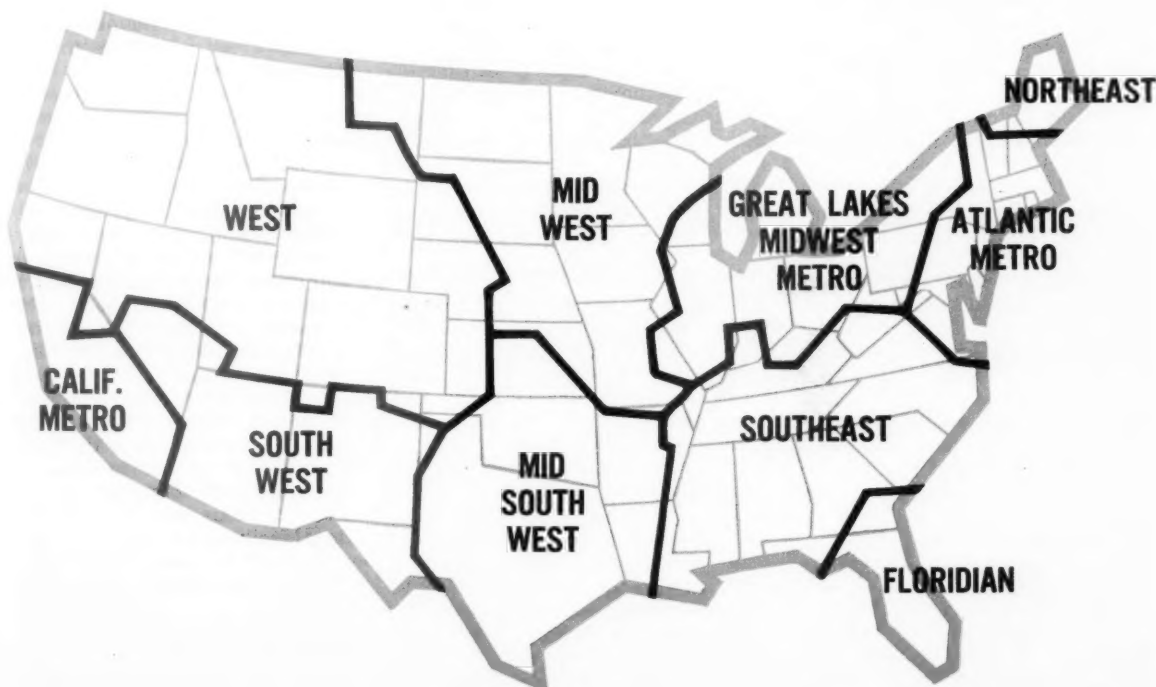 NORTHEAST
WEST
MID
WEST
GREAT LAKES
MIDWEST
METRO
ATLANTIC
METRO
CALIF.
METRO
SOUTH
WEST
MID
SOUTH
WEST
SOUTHEAST
FLORIDIAN